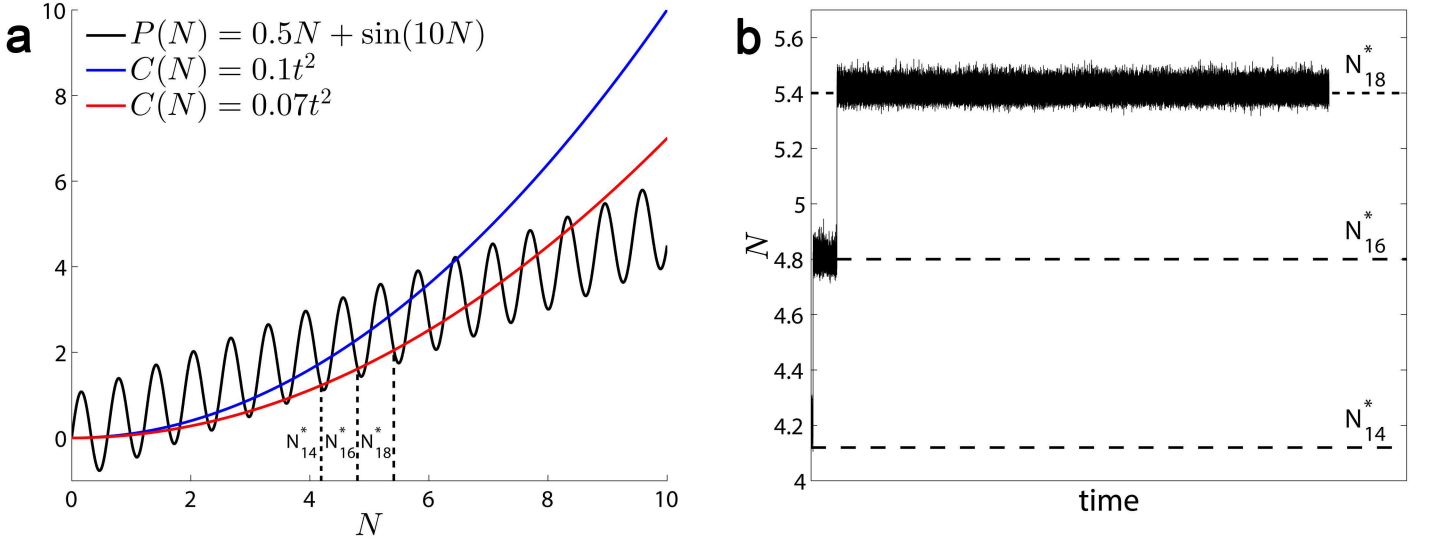 a
P(N) = 0.5N + sin(10N)
C(N) = 0.1t²
C(N) = 0.07t²
10
8
6
4
2
0
N*14 N*16 N*18
0 2 4 6 8 10
N
b
5.6
5.4
5.2
5
4.8
4.6
4.4
4.2
4
N
N*18
N*16
N*14
time